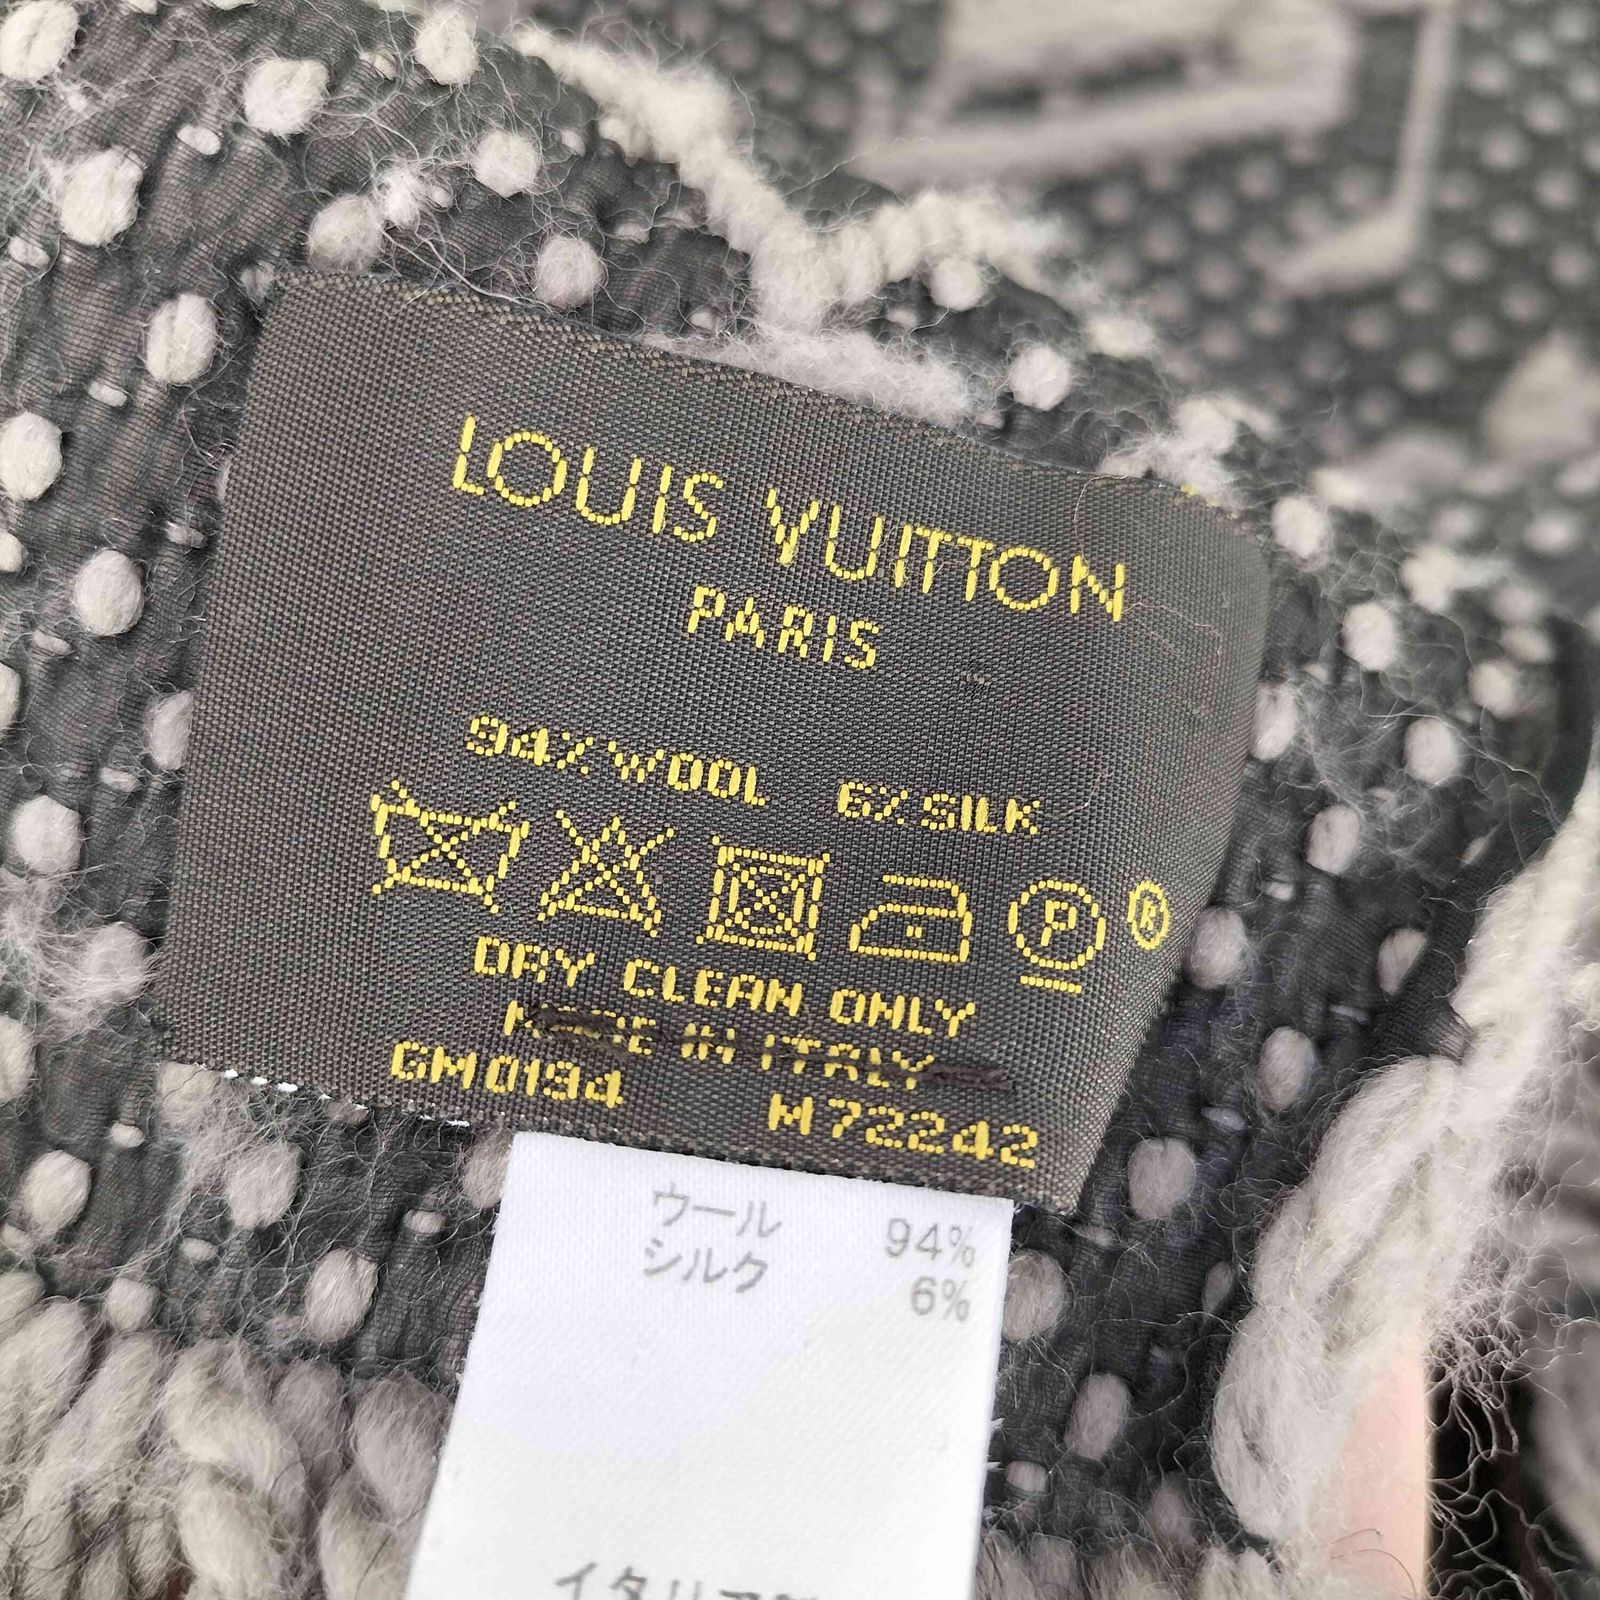 LOUIS VUITTON
PARIS
94% WOOL 6% SILK
P ®
DRY CLEAN ONLY
MADE IN ITALY
GM0194 M72242
ウール 94%
シルク 6%